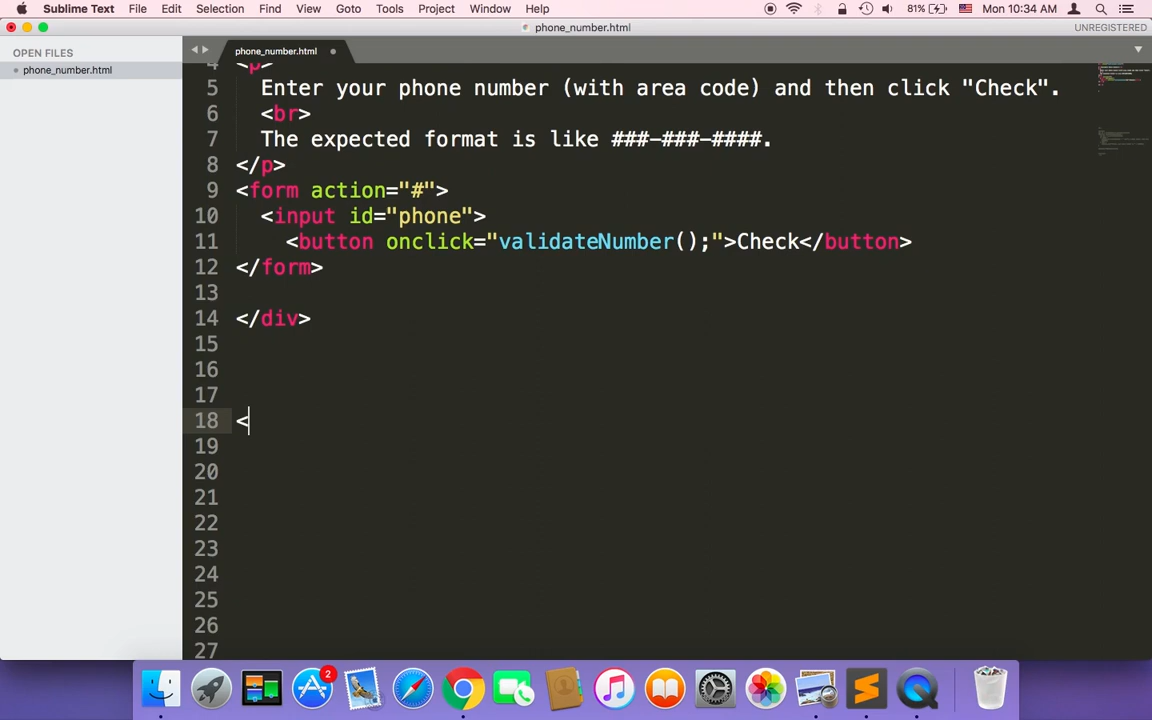 Sublime Text File Edit Selection Find View Goto Tools Project Window Help 81% Mon 10:34 AM
phone_number.html UNREGISTERED
OPEN FILES
phone_number.html
phone_number.html
4 <p>
5 Enter your phone number (with area code) and then click "Check".
6 <br>
7 The expected format is like ###-###-####.
8 </p>
9 <form action="#">
10 <input id="phone">
11 <button onclick="validateNumber();">Check</button>
12 </form>
13
14 </div>
15
16
17
18 <
19
20
21
22
23
24
25
26
27
2